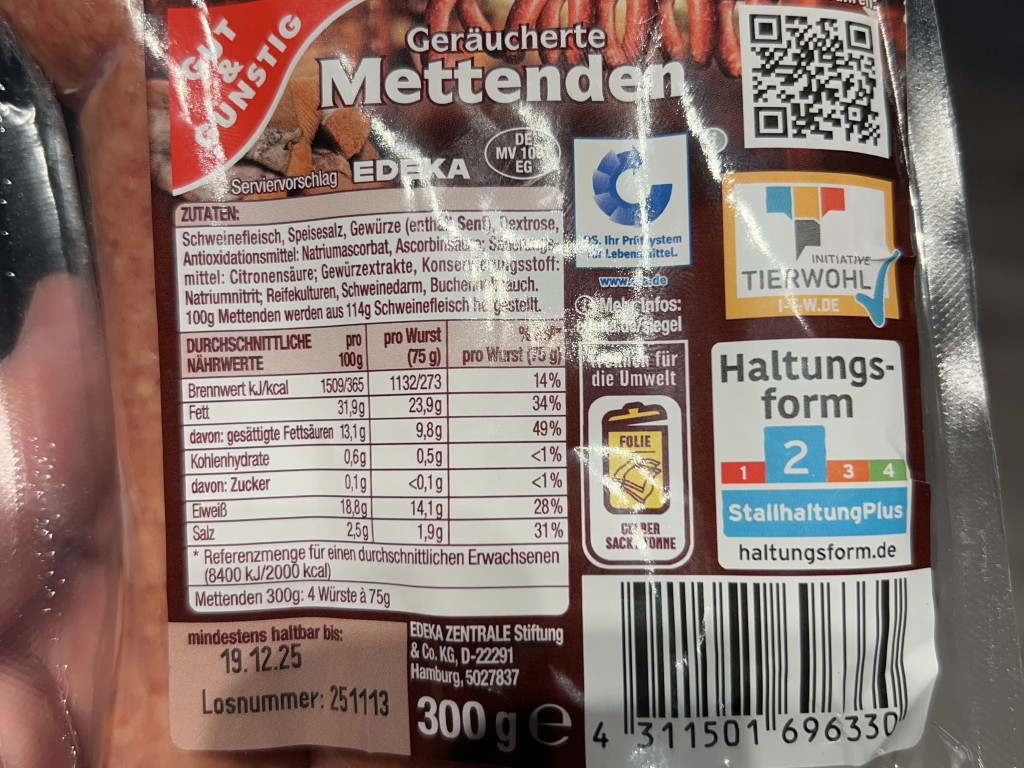 GUT
&
GÜNSTIG
Geräucherte
Mettenden
Serviervorschlag
EDEKA
DE
MV
EG
ZUTATEN:
Schweinefleisch, Speisesalz, Gewürze Senf), Dextrose,
Antioxidationsmittel: Natriumascorbat,
mittel: Citronensäure; Gewürzextrakte,
Natriumnitrit; Reifekulturen, Schweinedarm,
100g Mettenden werden aus 114g Schweinefleisch hergestellt.
DURCHSCHNITTLICHE NÄHRWERTE pro 100g pro Wurst (75 g) pro Wurst (75 g)
Brennwert kJ/kcal 1509/365 1132/273 14%
Fett 31,9g 23,9g 34%
davon: gesättigte Fettsäuren 13,1g 9,8g 49%
Kohlenhydrate 0,6g 0,5g <1%
davon: Zucker 0,1g <0,1g <1%
Eiweiß 18,8g 14,1g 28%
Salz 2,5g 1,9g 31%
* Referenzmenge für einen durchschnittlichen Erwachsenen
(8400 kJ/2000 kcal)
Mettenden 300g: 4 Würste à 75g
mindestens haltbar bis:
19.12.25
Losnummer: 251113
EDEKA ZENTRALE Stiftung
& Co. KG, D-22291
Hamburg, 5027837
300 g e
QS. Ihr Prüfsystem
für Lebensmittel.
Mehr Infos:
für
die Umwelt
FOLIE
INITIATIVE
TIERWOHL
I-T-W.DE
Haltungs-
form
1 2 3 4
StallhaltungPlus
haltungsform.de
4 311501 696330